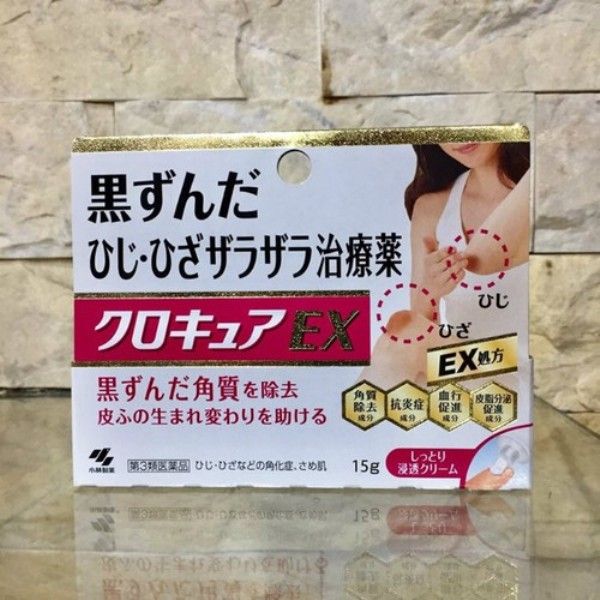 黒ずんだ
ひじ・ひざザラザラ治療薬
ひじ
ひざ
クロキュアEX
EX処方
黒ずんだ角質を除去
皮ふの生まれ変わりを助ける
角質
除去
成分
抗炎症
成分
血行
促進
成分
皮脂分泌
促進
成分
小林製薬
第3類医薬品 ひじ・ひざなどの角化症、さめ肌
15g
しっとり
浸透クリーム